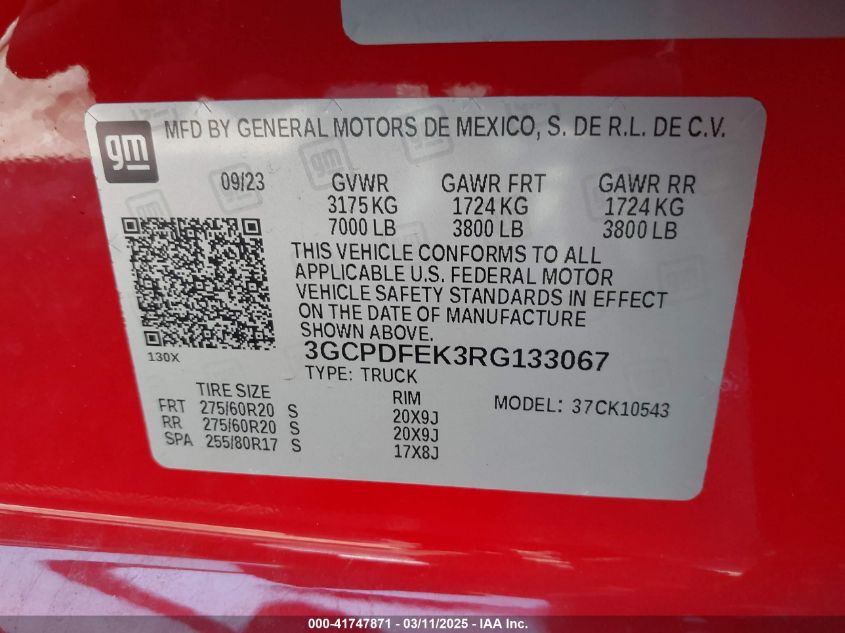 gm
MFD BY GENERAL MOTORS DE MEXICO, S. DE R.L. DE C.V.
09/23 GVWR GAWR FRT GAWR RR
3175 KG 1724 KG 1724 KG
7000 LB 3800 LB 3800 LB
THIS VEHICLE CONFORMS TO ALL
APPLICABLE U.S. FEDERAL MOTOR
VEHICLE SAFETY STANDARDS IN EFFECT
ON THE DATE OF MANUFACTURE
SHOWN ABOVE.
130X
3GCPDFEK3RG133067
TYPE: TRUCK
TIRE SIZE RIM MODEL: 37CK10543
FRT 275/60R20 S 20X9J
RR 275/60R20 S 20X9J
SPA 255/80R17 S 17X8J
000-41747871 - 03/11/2025 - IAA Inc.